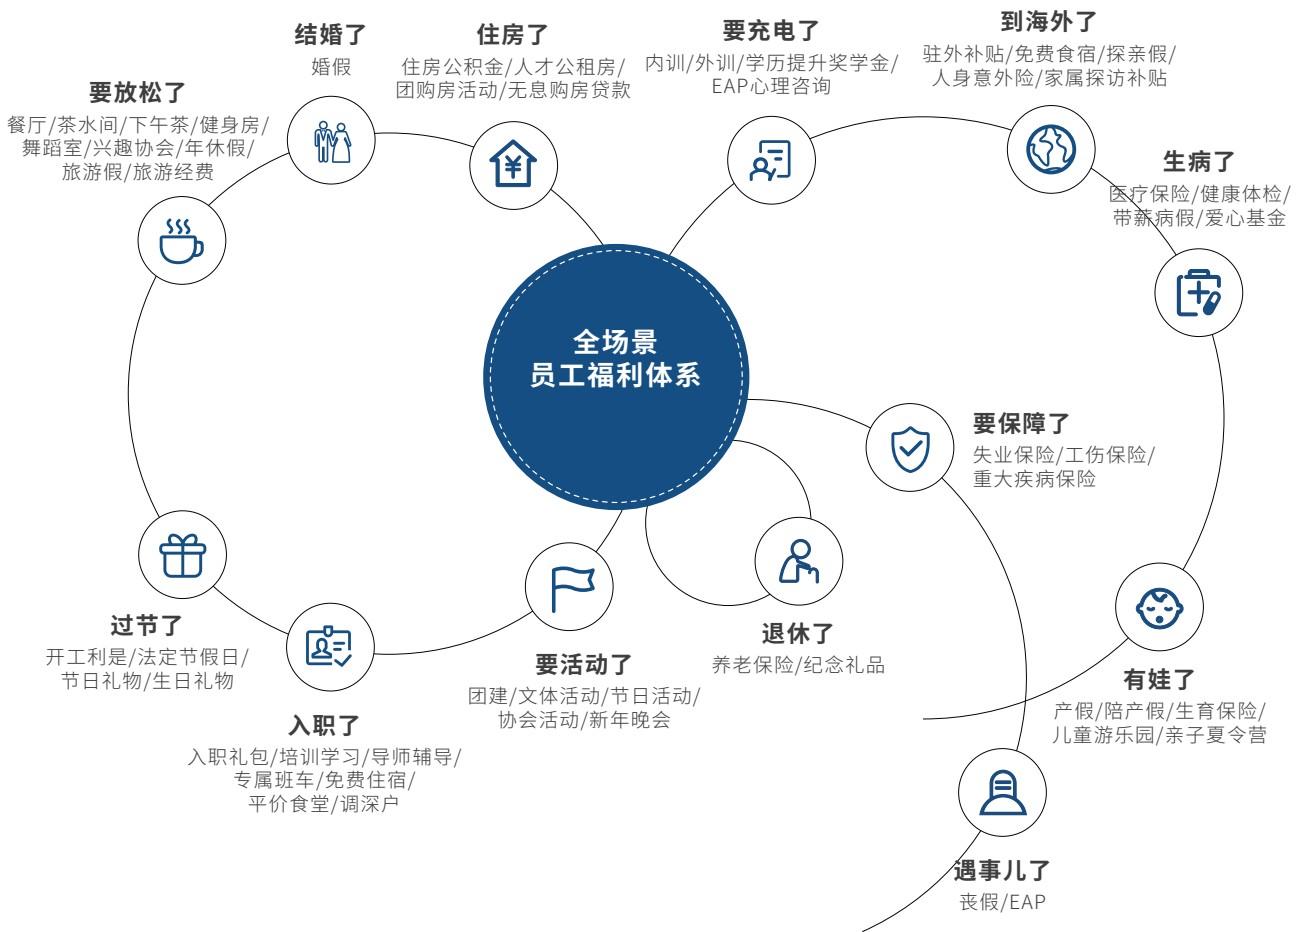 结婚了
婚假
住房了
住房公积金/人才公租房/
团购房活动/无息购房贷款
要充电了
内训/外训/学历提升奖学金/
EAP心理咨询
到海外了
驻外补贴/免费食宿/探亲假/
人身意外险/家属探访补贴
要放松了
餐厅/茶水间/下午茶/健身房/
舞蹈室/兴趣协会/年休假/
旅游假/旅游经费
生病了
医疗保险/健康体检/
带薪病假/爱心基金
全场景
员工福利体系
要保障了
失业保险/工伤保险/
重大疾病保险
过节了
开工利是/法定节假日/
节日礼物/生日礼物
入职了
入职礼包/培训学习/导师辅导/
专属班车/免费住宿/
平价食堂/调深户
要活动了
团建/文体活动/节日活动/
协会活动/新年晚会
退休了
养老保险/纪念礼品
有娃了
产假/陪产假/生育保险/
儿童游乐园/亲子夏令营
遇事儿了
丧假/EAP